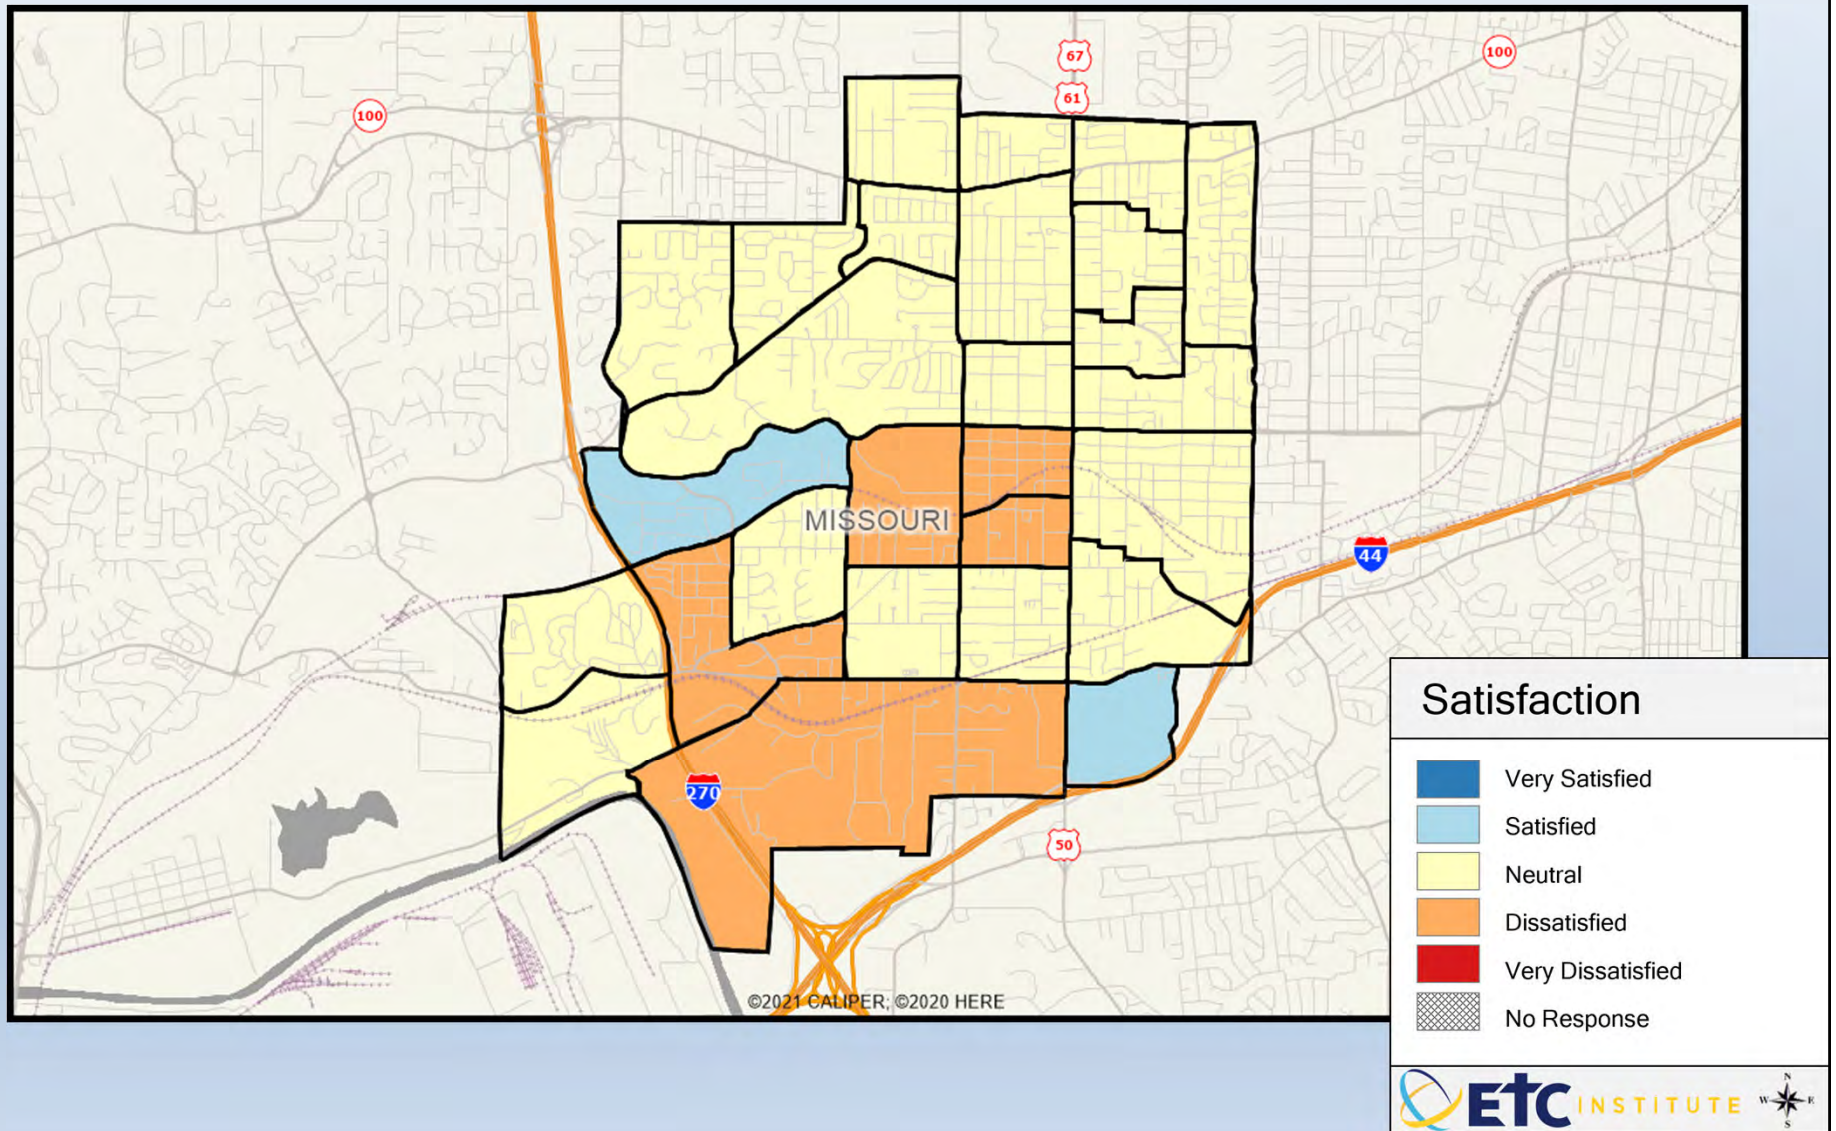 67
100
61
100
MISSOURI
44
270
50
©2021 CALIPER; ©2020 HERE
Satisfaction
Very Satisfied
Satisfied
Neutral
Dissatisfied
Very Dissatisfied
No Response
ETC INSTITUTE
N
W E
S